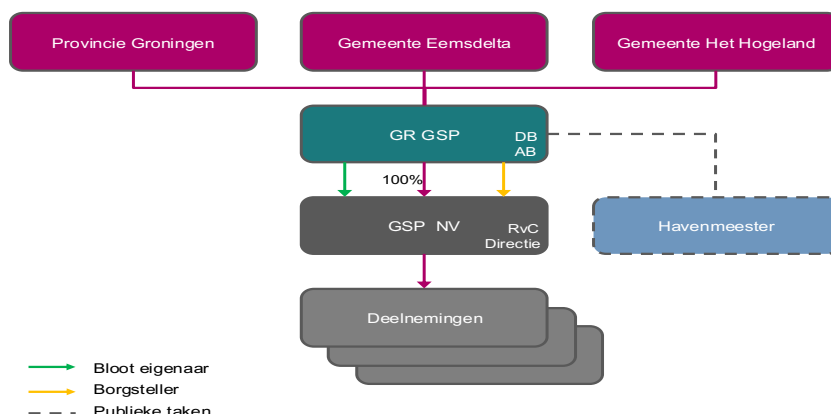 Provincie Groningen
Gemeente Eemsdelta
Gemeente Het Hogeland
GR GSP
DB
AB
100%
GSP NV
RvC
Directie
Havenmeester
Deelnemingen
Bloot eigenaar
Borgsteller
Publieke taken